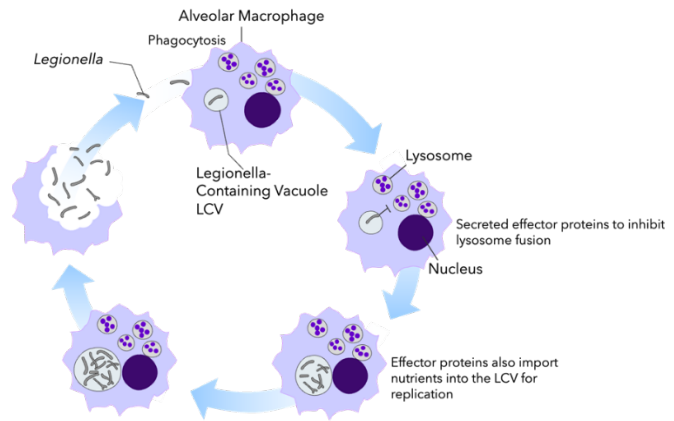 Alveolar Macrophage
Phagocytosis
Legionella
Legionella-
Containing Vacuole
LCV
Lysosome
Secreted effector proteins to inhibit
lysosome fusion
Nucleus
Effector proteins also import
nutrients into the LCV for
replication